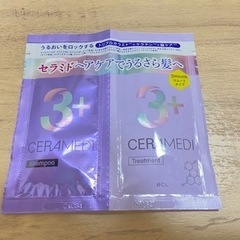 うるおいをロックする
セラミドヘアケアでうるさら髪へ
Smooth
3+
CERAMEDI
Shampoo
3+
CERAMEDI
Treatment
BCL